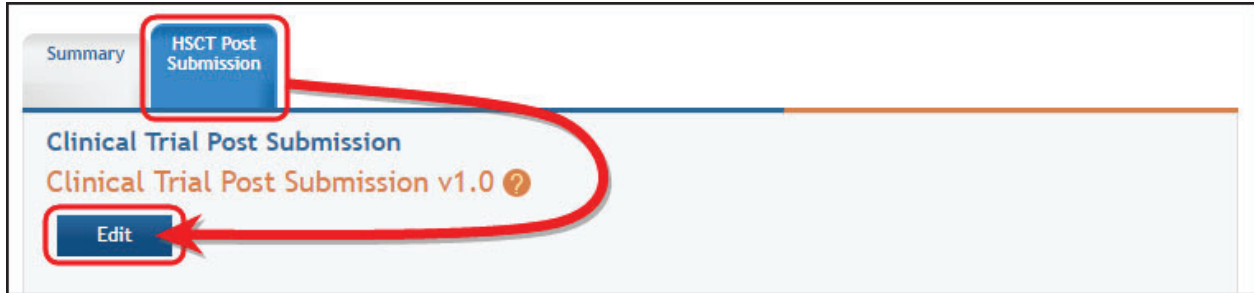 Summary
HSCT Post
Submission
Clinical Trial Post Submission
Clinical Trial Post Submission v1.0 ?
Edit